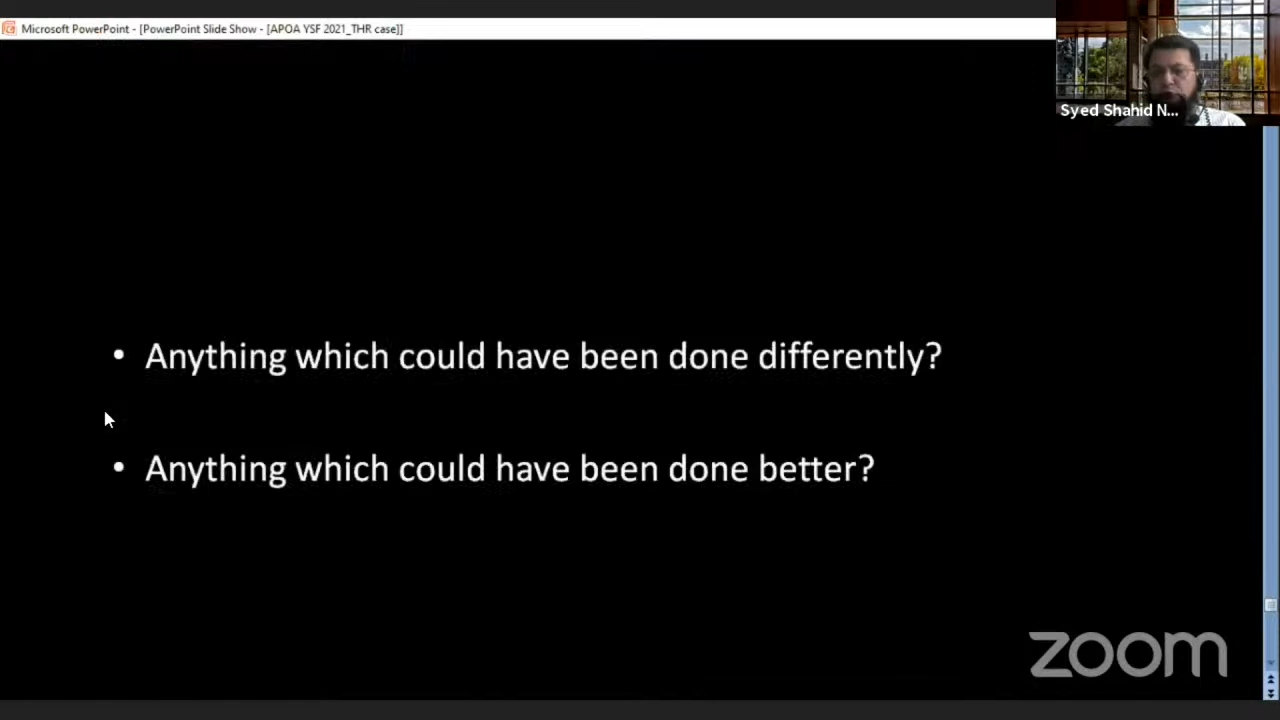 Microsoft PowerPoint - [PowerPoint Slide Show - [APOA YSF 2021_THR case]]
Syed Shahid N...
• Anything which could have been done differently?
• Anything which could have been done better?
zoom